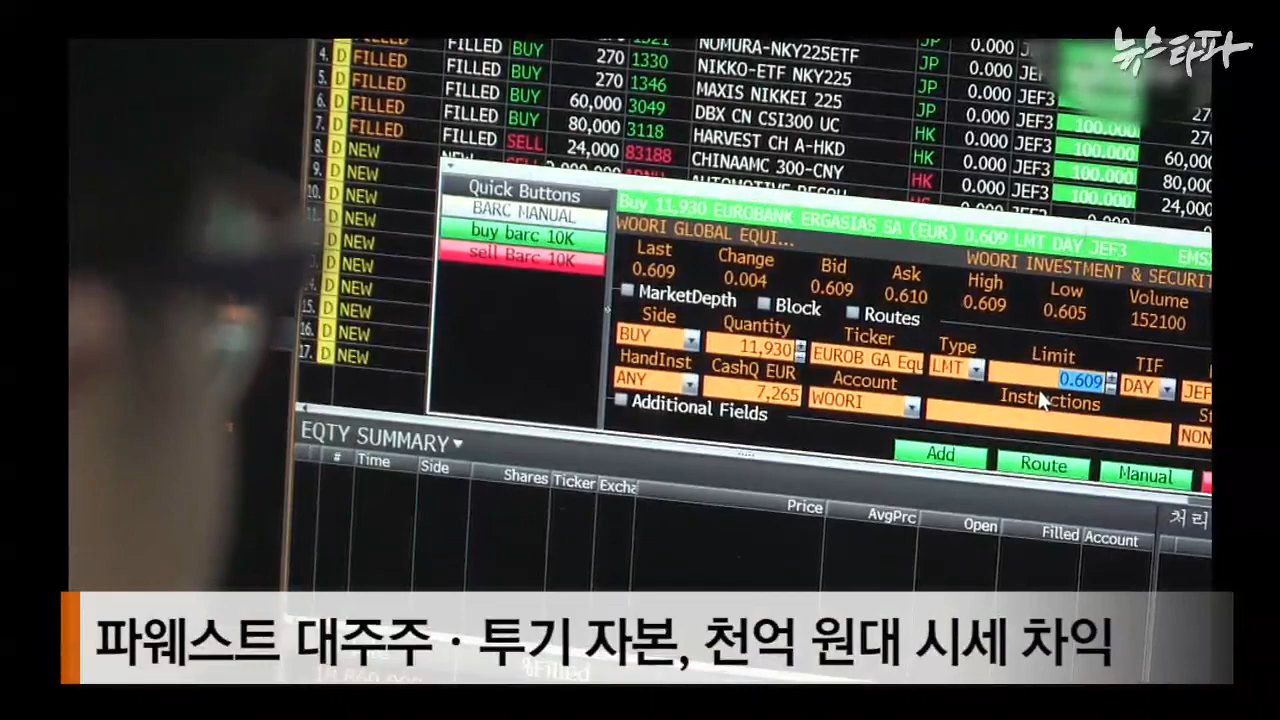 뉴스타파
FILLED BUY 1321 JP
4. D FILLED FILLED BUY 270 1330 NOMURA-NKY225ETF JP 0.000
5. D FILLED FILLED BUY 270 1346 NIKKO-ETF NKY225 JP 0.000 JEF3
6. D FILLED FILLED BUY 60,000 3049 MAXIS NIKKEI 225 JP 0.000 JEF3 100.000 270
7. D FILLED FILLED BUY 80,000 3118 DBX CN CSI300 UC HK 0.000 JEF3 100.000 60,000
8. D NEW FILLED SELL 24,000 83188 HARVEST CH A-HKD HK 0.000 JEF3 100.000 80,000
9. D NEW CHINAAMC 300-CNY HK 24,000
10. D NEW
D NEW
D NEW
D NEW
14. D NEW
15. D NEW
16. D NEW
17. D NEW
Quick Buttons
BARC MANUAL
buy barc 10K
sell Barc 10K
Buy 11,930 EUROBANK ERGASIAS SA (EUR) 0.609 LMT DAY JEF3
WOORI GLOBAL EQUI... WOORI INVESTMENT & SECURIT
Last Change Bid Ask High Low Volume
0.609 0.004 0.609 0.610 0.609 0.605 152100
MarketDepth Block Routes
Side Quantity Ticker Type Limit TIF
BUY 11,930 EUROB GA Equ LMT 0.609 DAY JEF
HandInst CashQ EUR Account Instructions
ANY 7,265 WOORI NON
Additional Fields
Add Route Manual
EQTY SUMMARY
# Time Side Shares Ticker Excha Price AvgPrc Open Filled Account
처리
%Filled
파웨스트 대주주·투기 자본, 천억 원대 시세 차익